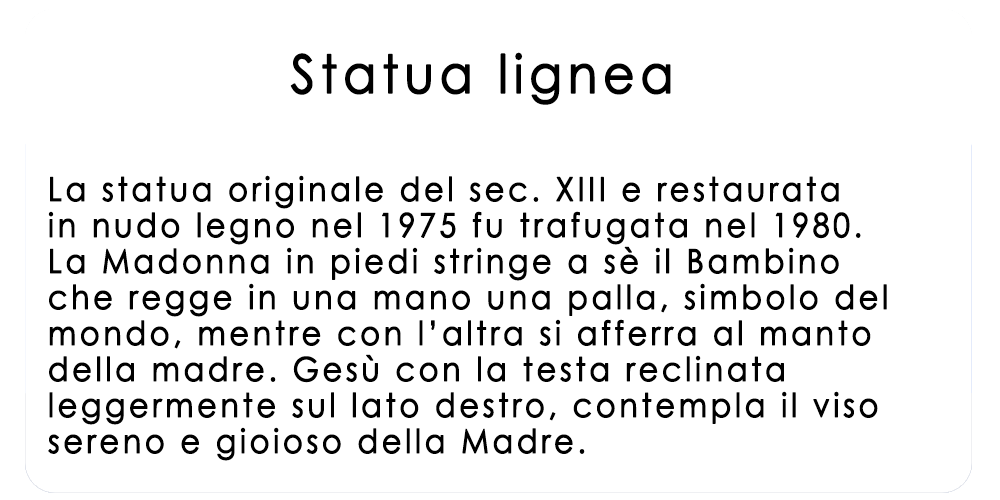 Statua lignea
La statua originale del sec. XIII e restaurata
in nudo legno nel 1975 fu trafugata nel 1980.
La Madonna in piedi stringe a sè il Bambino
che regge in una mano una palla, simbolo del
mondo, mentre con l’altra si afferra al manto
della madre. Gesù con la testa reclinata
leggermente sul lato destro, contempla il viso
sereno e gioioso della Madre.